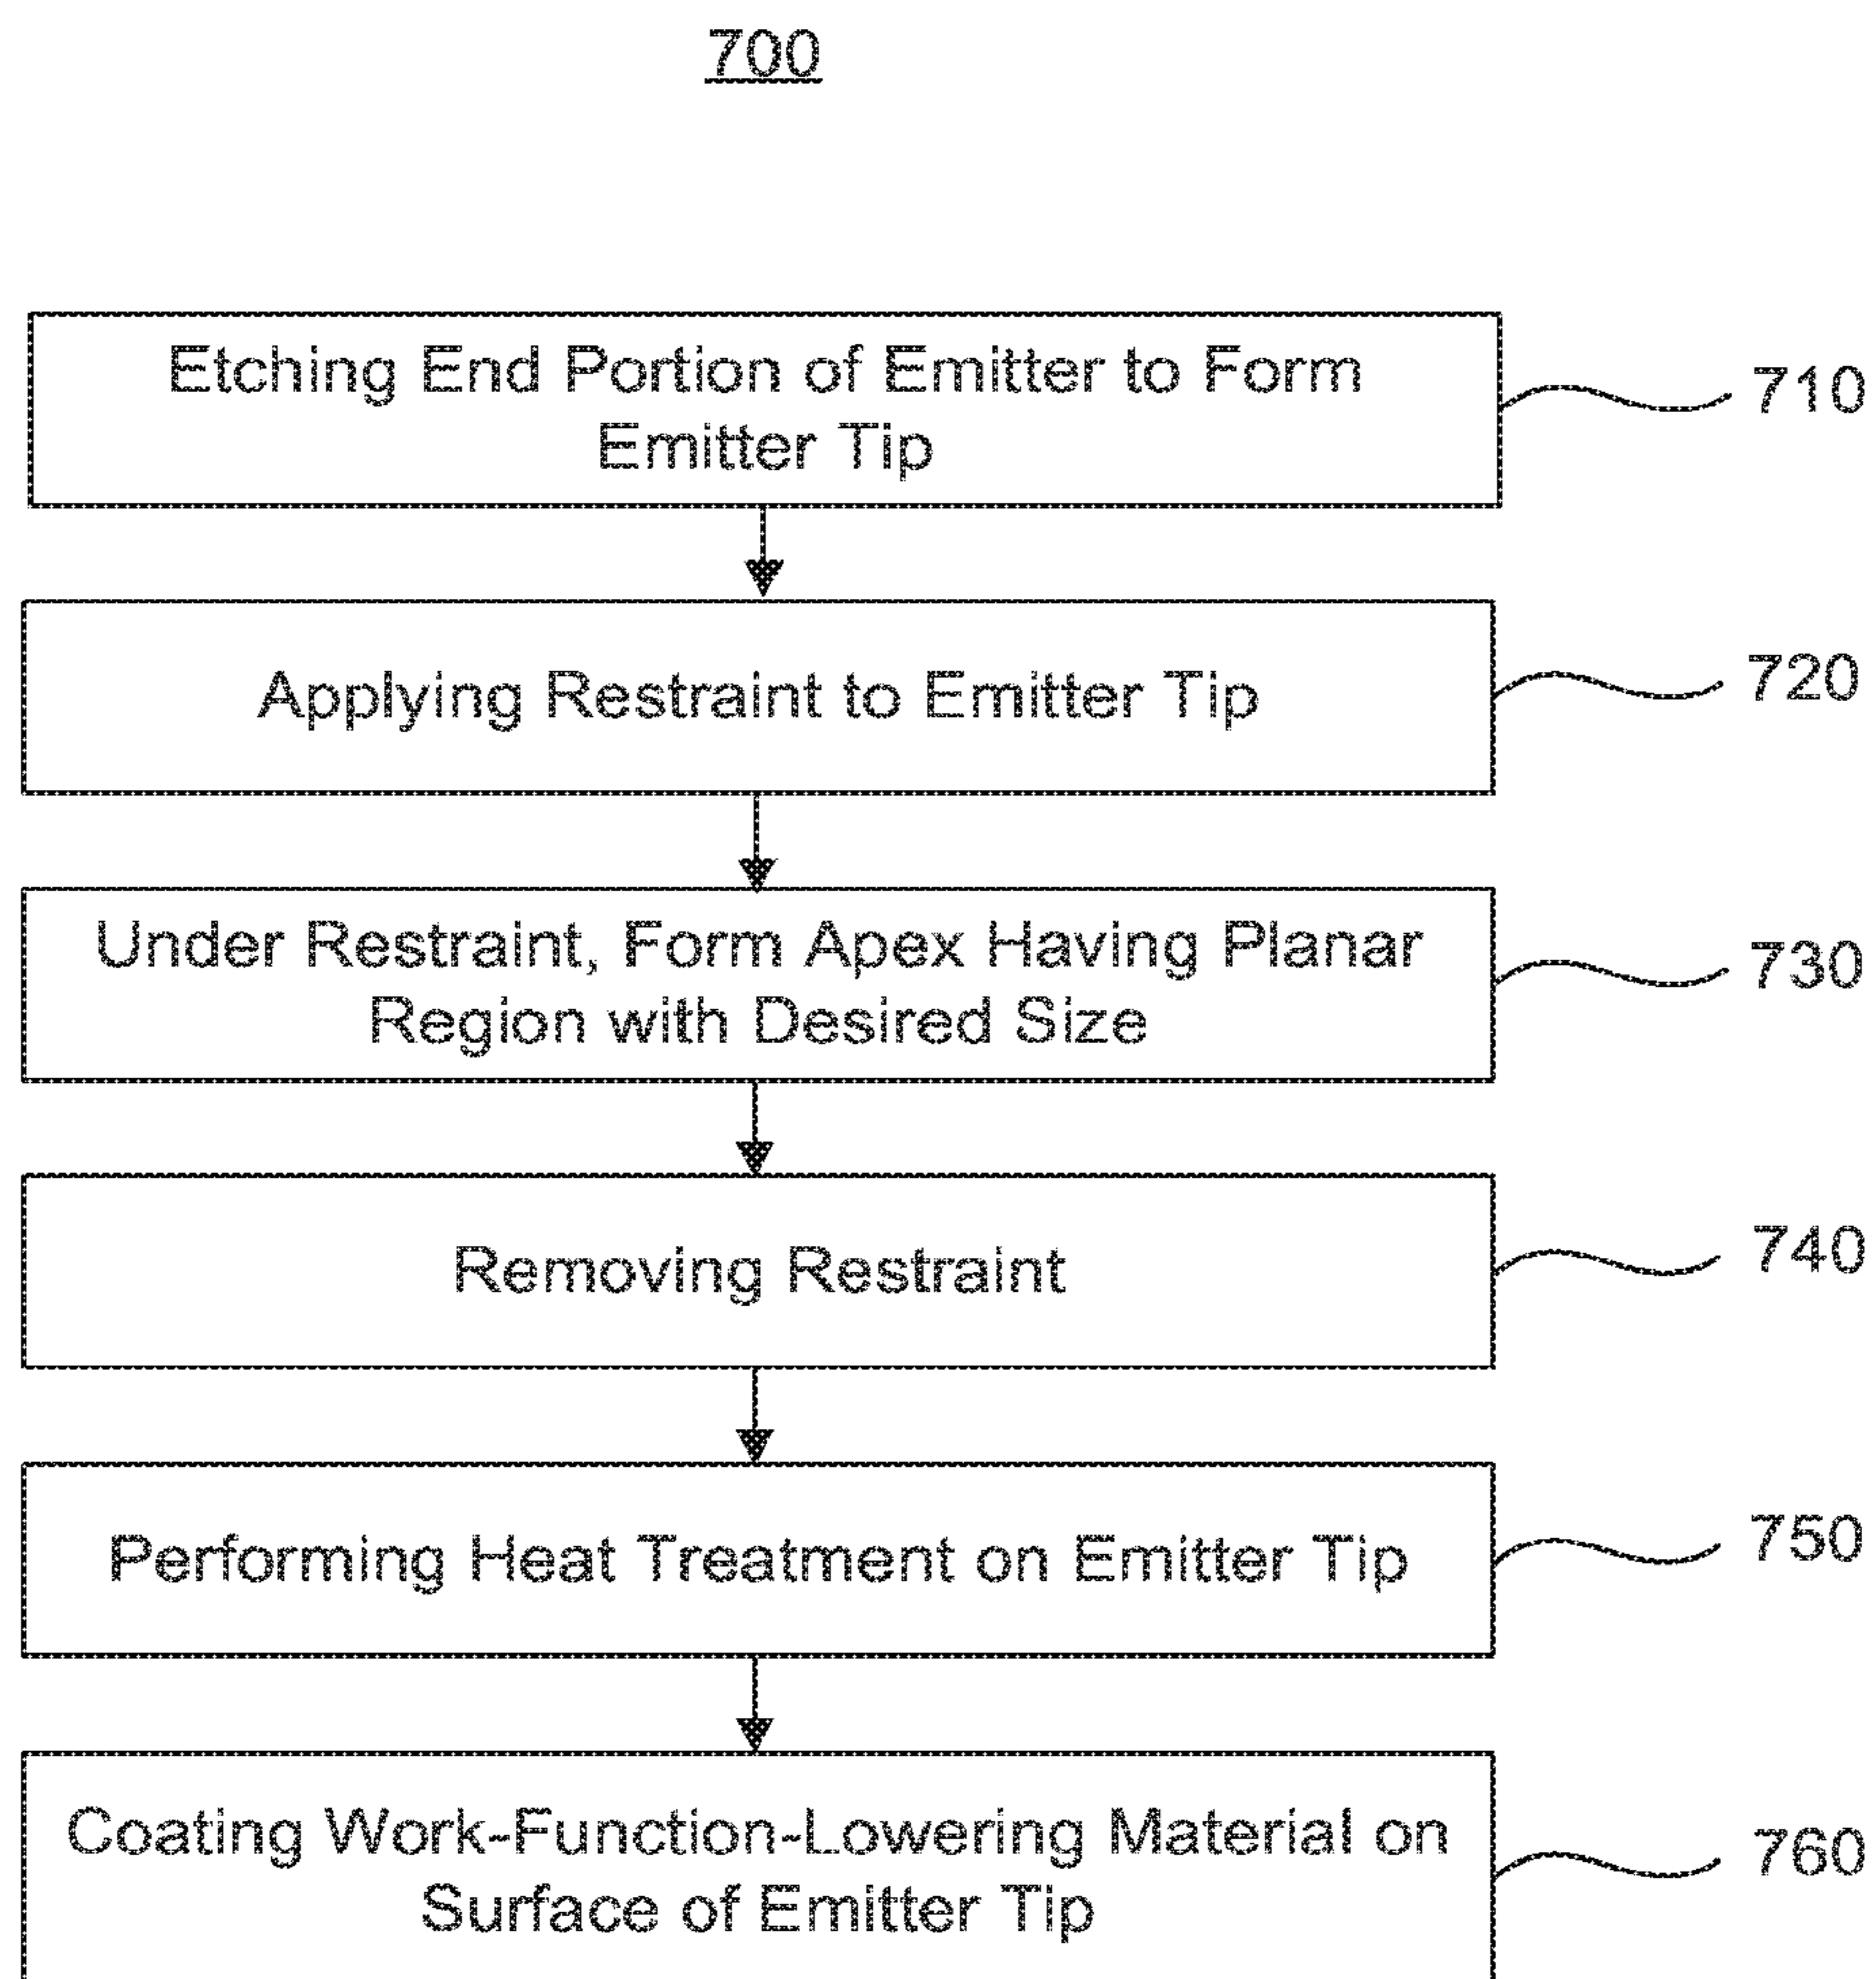 700
Etching End Portion of Emitter to Form
Emitter Tip
710
Applying Restraint to Emitter Tip
720
Under Restraint, Form Apex Having Planar
Region with Desired Size
730
Removing Restraint
740
Performing Heat Treatment on Emitter Tip
750
Coating Work-Function-Lowering Material on
Surface of Emitter Tip
760